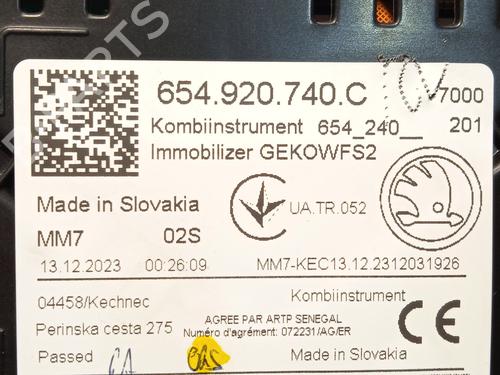 654.920.740.C 7000
Kombiinstrument 654_240__ 201
Immobilizer GEKOWFS2
Made in Slovakia
UA.TR.052
MM7 02S
13.12.2023 00:26:09 MM7-KEC13.12.2312031926
04458/Kechnec Kombiinstrument
AGREE PAR ARTP SENEGAL
Perinska cesta 275
Numéro d'agrément: 072231/AG/ER
CE
Passed
Made in Slovakia